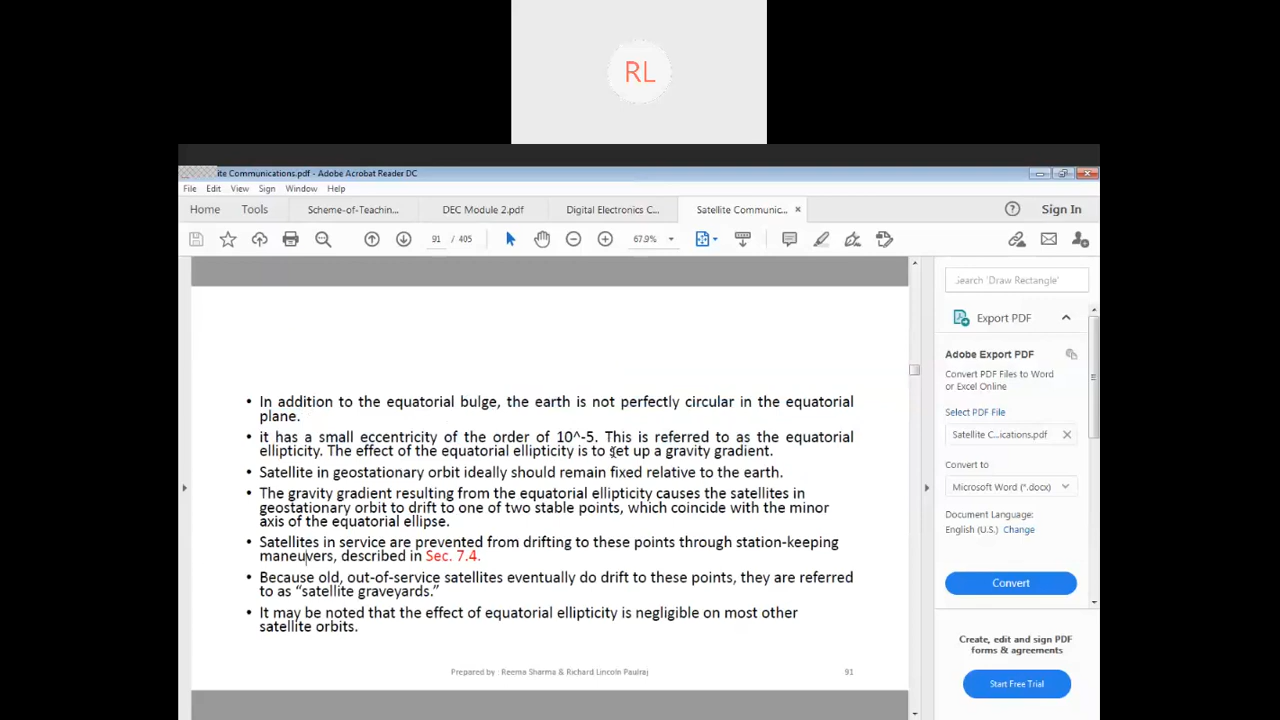 RL
ite Communications.pdf - Adobe Acrobat Reader DC
File Edit View Sign Window Help
Home Tools Scheme-of-Teachin... DEC Module 2.pdf Digital Electronics C... Satellite Communic... × Sign In
91 / 405 67.9%
Search 'Draw Rectangle'
Export PDF
Adobe Export PDF
Convert PDF Files to Word
or Excel Online
Select PDF File
Satellite C...ications.pdf
Convert to
Microsoft Word (*.docx)
Document Language:
English (U.S.) Change
Convert
Create, edit and sign PDF
forms & agreements
Start Free Trial
• In addition to the equatorial bulge, the earth is not perfectly circular in the equatorial
plane.
• it has a small eccentricity of the order of 10^-5. This is referred to as the equatorial
ellipticity. The effect of the equatorial ellipticity is to set up a gravity gradient.
• Satellite in geostationary orbit ideally should remain fixed relative to the earth.
• The gravity gradient resulting from the equatorial ellipticity causes the satellites in
geostationary orbit to drift to one of two stable points, which coincide with the minor
axis of the equatorial ellipse.
• Satellites in service are prevented from drifting to these points through station-keeping
maneuvers, described in Sec. 7.4.
• Because old, out-of-service satellites eventually do drift to these points, they are referred
to as “satellite graveyards.”
• It may be noted that the effect of equatorial ellipticity is negligible on most other
satellite orbits.
Prepared by : Reema Sharma & Richard Lincoln Paulraj 91